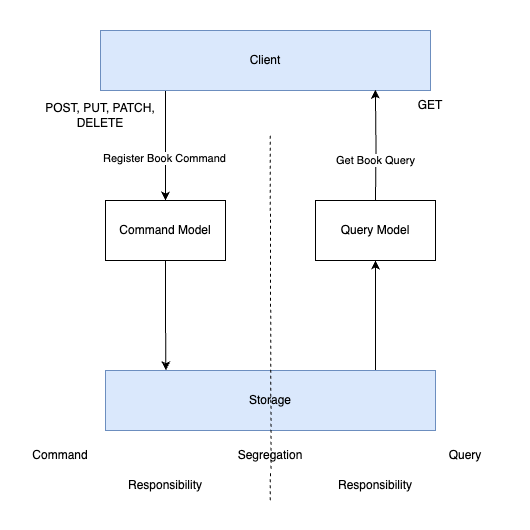 Client
POST, PUT, PATCH,
DELETE
GET
Register Book Command
Get Book Query
Command Model
Query Model
Storage
Command
Segregation
Query
Responsibility
Responsibility